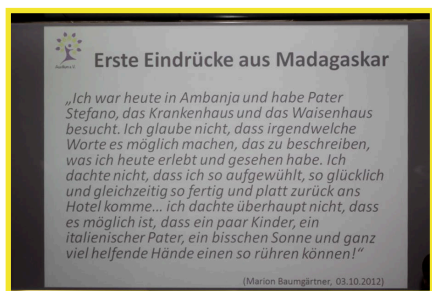 Erste Eindrücke aus Madagaskar
„Ich war heute in Ambanja und habe Pater
Stefano, das Krankenhaus und das Waisenhaus
besucht. Ich glaube nicht, dass irgendwelche
Worte es möglich machen, das zu beschreiben,
was ich heute erlebt und gesehen habe. Ich
dachte nicht, dass ich so aufgewühlt, so glücklich
und gleichzeitig so fertig und platt zurück ans
Hotel komme... ich dachte überhaupt nicht, dass
es möglich ist, dass ein paar Kinder, ein
italienischer Pater, ein bisschen Sonne und ganz
viel helfende Hände einen so rühren können!“
(Marion Baumgärtner, 03.10.2012)